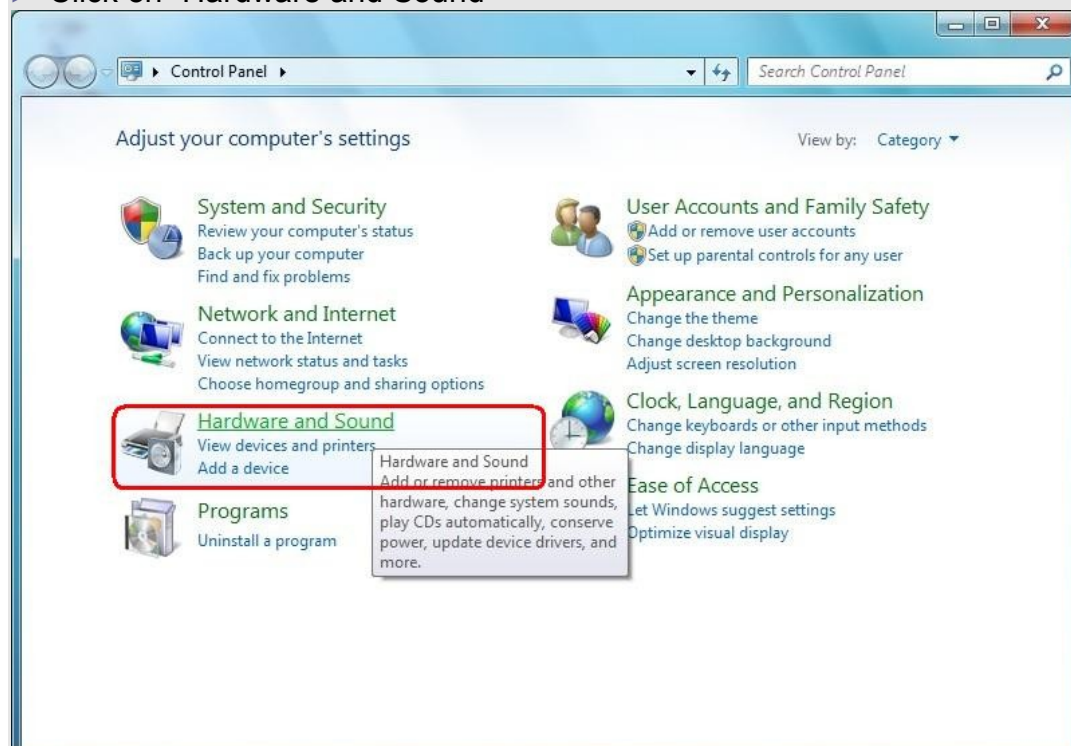 Click on "Hardware and Sound"
Control Panel
Search Control Panel
Adjust your computer's settings
View by: Category
System and Security
Review your computer's status
Back up your computer
Find and fix problems
Network and Internet
Connect to the Internet
View network status and tasks
Choose homegroup and sharing options
Hardware and Sound
View devices and printers
Add a device
Programs
Uninstall a program
Hardware and Sound
Add or remove printers and other
hardware, change system sounds,
play CDs automatically, conserve
power, update device drivers, and
more.
User Accounts and Family Safety
Add or remove user accounts
Set up parental controls for any user
Appearance and Personalization
Change the theme
Change desktop background
Adjust screen resolution
Clock, Language, and Region
Change keyboards or other input methods
Change display language
Ease of Access
Let Windows suggest settings
Optimize visual display